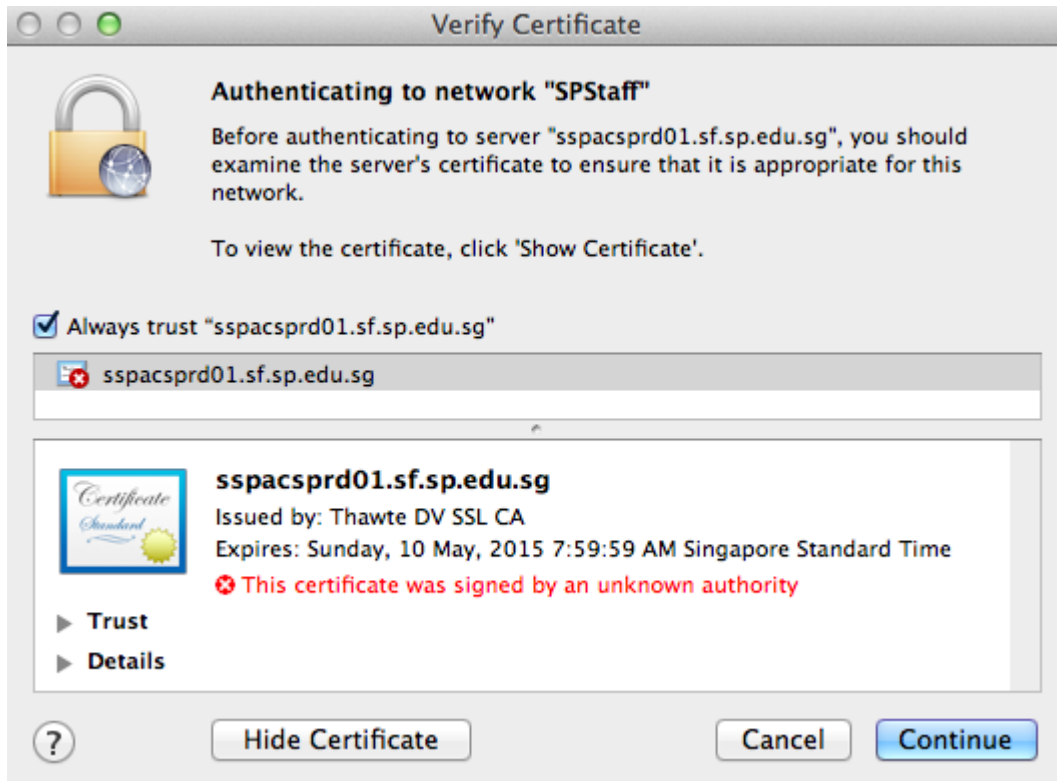 Verify Certificate
Authenticating to network "SPStaff"
Before authenticating to server "sspacsprd01.sf.sp.edu.sg", you should
examine the server's certificate to ensure that it is appropriate for this
network.
To view the certificate, click 'Show Certificate'.
Always trust “sspacsprd01.sf.sp.edu.sg”
sspacsprd01.sf.sp.edu.sg
Certificate
Standard
sspacsprd01.sf.sp.edu.sg
Issued by: Thawte DV SSL CA
Expires: Sunday, 10 May, 2015 7:59:59 AM Singapore Standard Time
This certificate was signed by an unknown authority
Trust
Details
?
Hide Certificate
Cancel
Continue